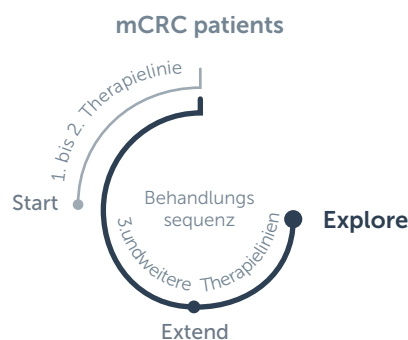 mCRC patients
1. bis 2. Therapielinie
Start
Behandlungs
sequenz
3.undweitere Therapielinien
Explore
Extend